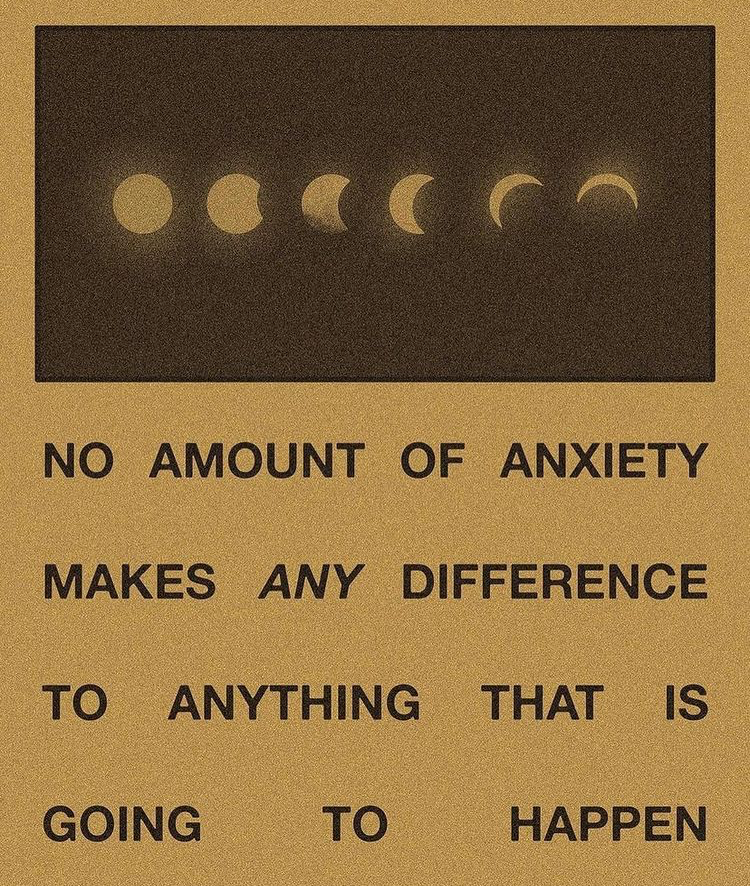 NO AMOUNT OF ANXIETY
MAKES ANY DIFFERENCE
TO ANYTHING THAT IS
GOING TO HAPPEN